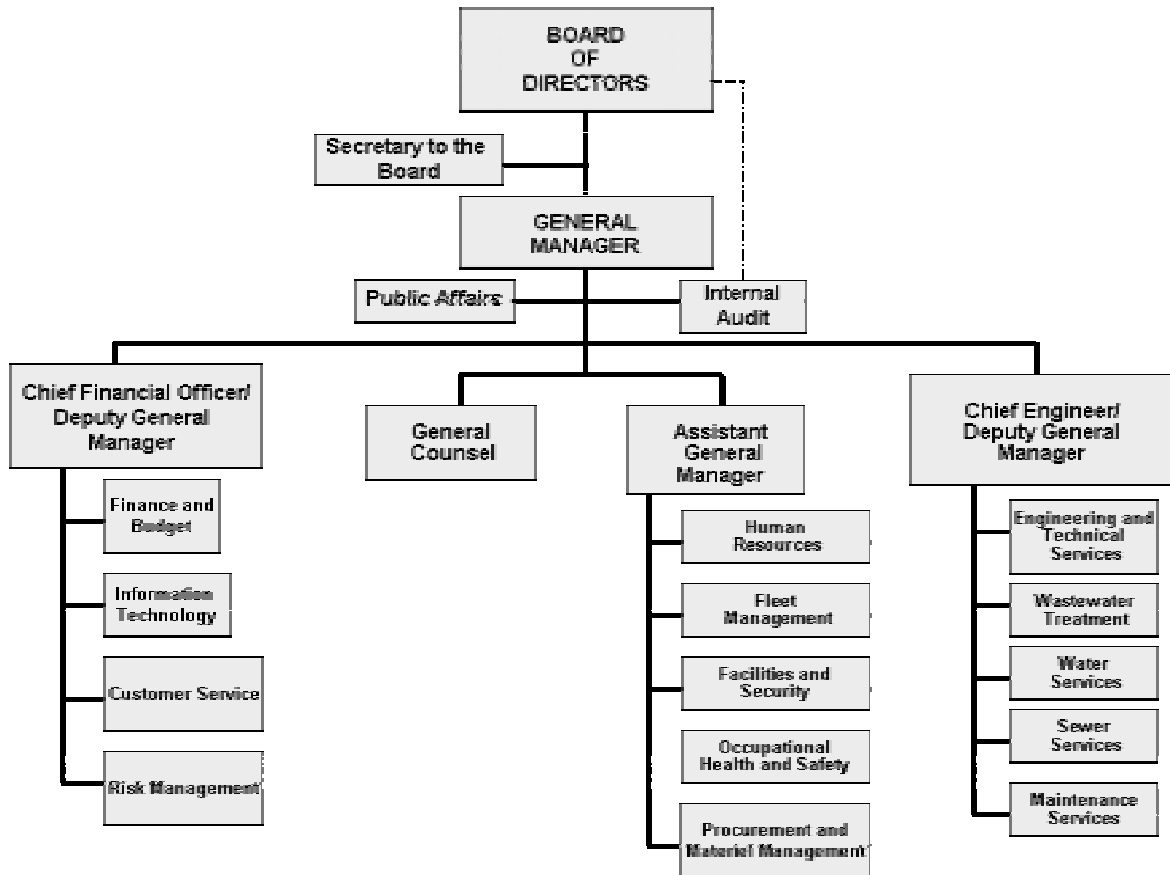 BOARD
OF
DIRECTORS
Secretary to the
Board
GENERAL
MANAGER
Public Affairs
Internal
Audit
Chief Financial Officer/
Deputy General
Manager
General
Counsel
Assistant
General
Manager
Chief Engineer/
Deputy General
Manager
Finance and
Budget
Information
Technology
Customer Service
Risk Management
Human
Resources
Fleet
Management
Facilities and
Security
Occupational
Health and Safety
Procurement and
Materiel Management
Engineering and
Technical
Services
Wastewater
Treatment
Water
Services
Sewer
Services
Maintenance
Services